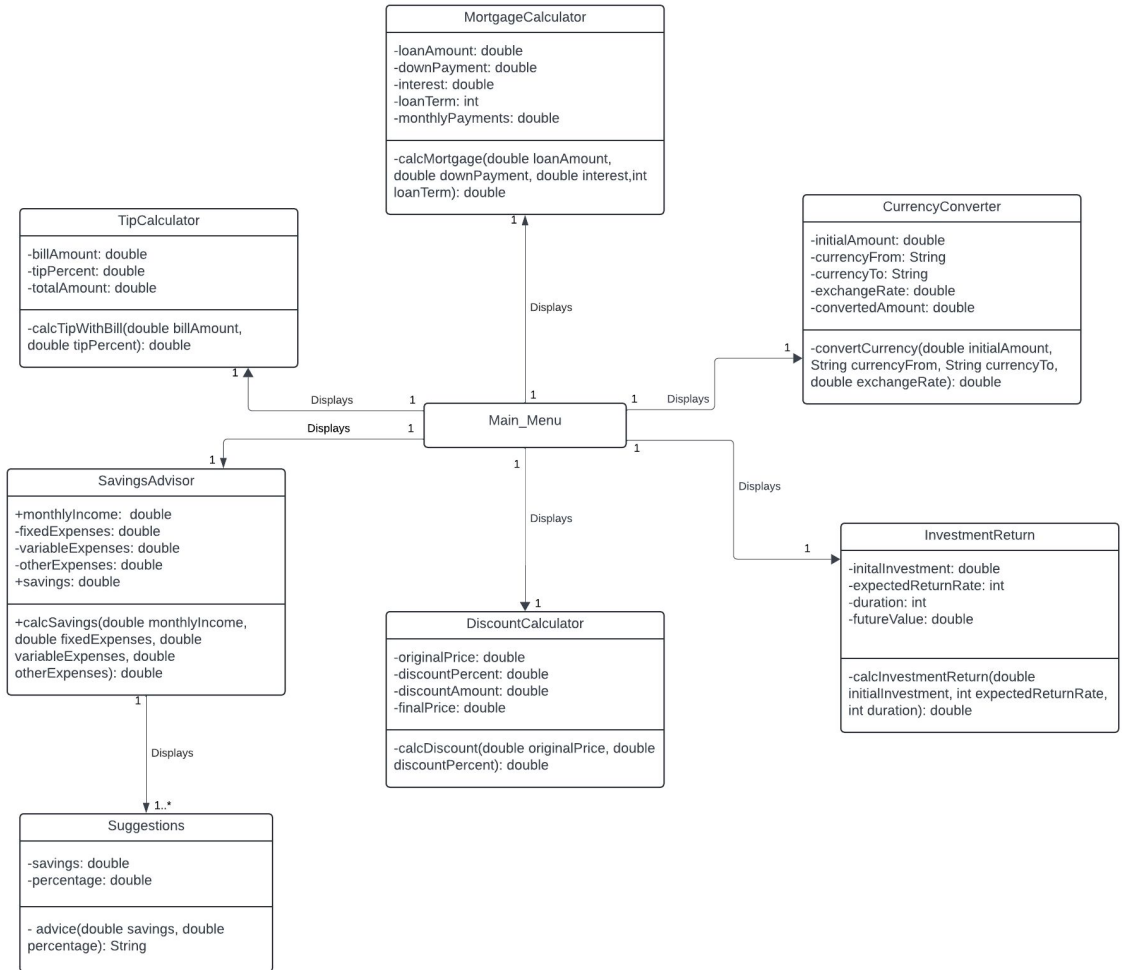 MortgageCalculator
-loanAmount: double
-downPayment: double
-interest: double
-loanTerm: int
-monthlyPayments: double
-calcMortgage(double loanAmount,
double downPayment, double interest,int
loanTerm): double
1
Displays
1
TipCalculator
-billAmount: double
-tipPercent: double
-totalAmount: double
-calcTipWithBill(double billAmount,
double tipPercent): double
1
Displays
1
CurrencyConverter
-initialAmount: double
-currencyFrom: String
-currencyTo: String
-exchangeRate: double
-convertedAmount: double
-convertCurrency(double initialAmount,
String currencyFrom, String currencyTo,
double exchangeRate): double
1
1
Displays
Main_Menu
Displays
1
1
SavingsAdvisor
+monthlyIncome:  double
-fixedExpenses: double
-variableExpenses: double
-otherExpenses: double
+savings: double
+calcSavings(double monthlyIncome,
double fixedExpenses, double
variableExpenses, double
otherExpenses): double
1
Displays
1..*
Suggestions
-savings: double
-percentage: double
- advice(double savings, double
percentage): String
1
Displays
1
DiscountCalculator
-originalPrice: double
-discountPercent: double
-discountAmount: double
-finalPrice: double
-calcDiscount(double originalPrice, double
discountPercent): double
1
Displays
1
InvestmentReturn
-initalInvestment: double
-expectedReturnRate: int
-duration: int
-futureValue: double
-calcInvestmentReturn(double
initialInvestment, int expectedReturnRate,
int duration): double